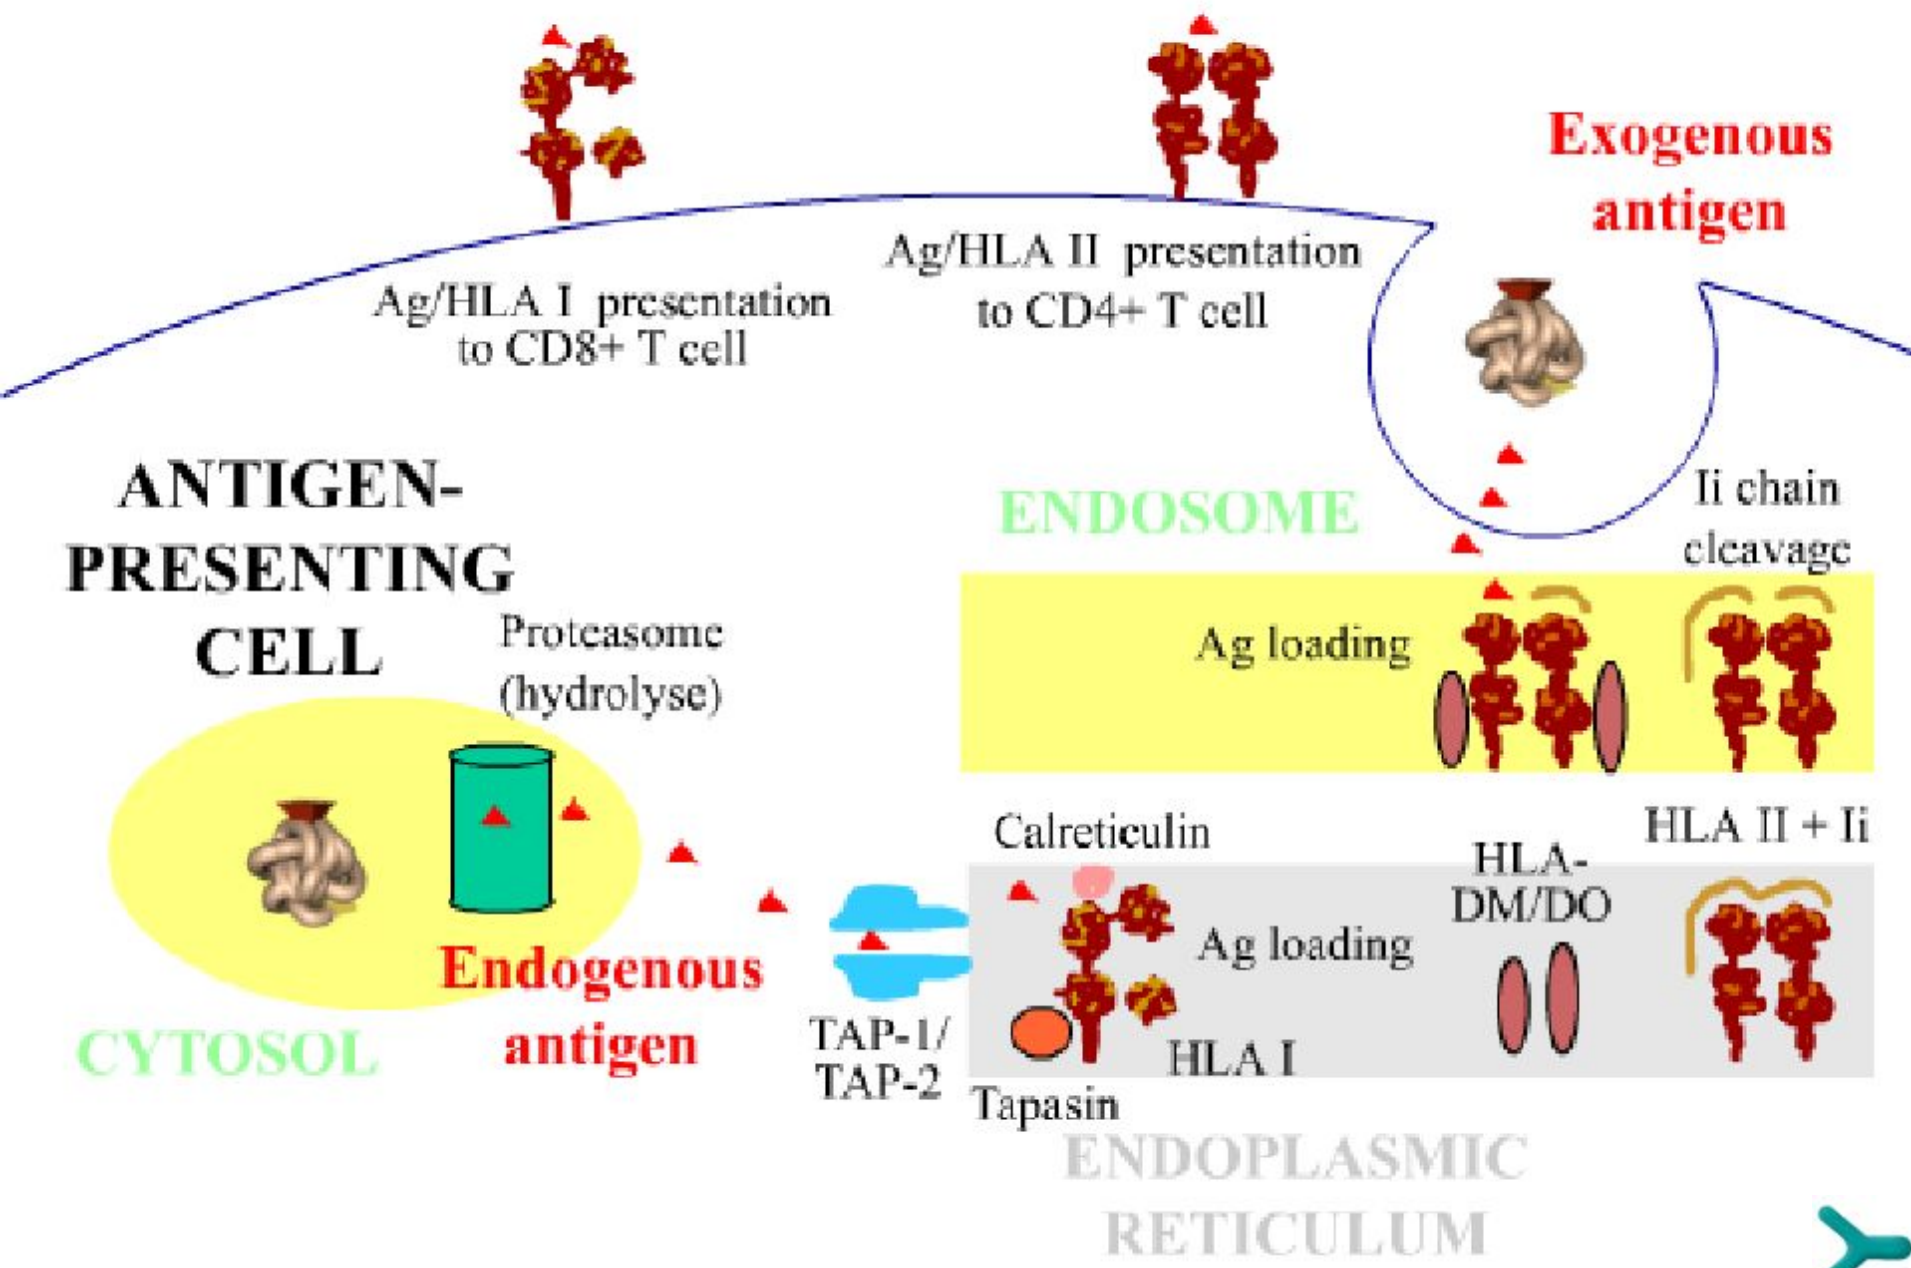 Exogenous
antigen
Ag/HLA II presentation
to CD4+ T cell
Ag/HLA I presentation
to CD8+ T cell
ANTIGEN-
PRESENTING
CELL
ENDOSOME
Ii chain
cleavage
Proteasome
(hydrolyse)
Ag loading
Calreticulin
HLA II + Ii
HLA-
DM/DO
Ag loading
Endogenous
antigen
CYTOSOL
TAP-1/
TAP-2
HLA I
Tapasin
ENDOPLASMIC
RETICULUM